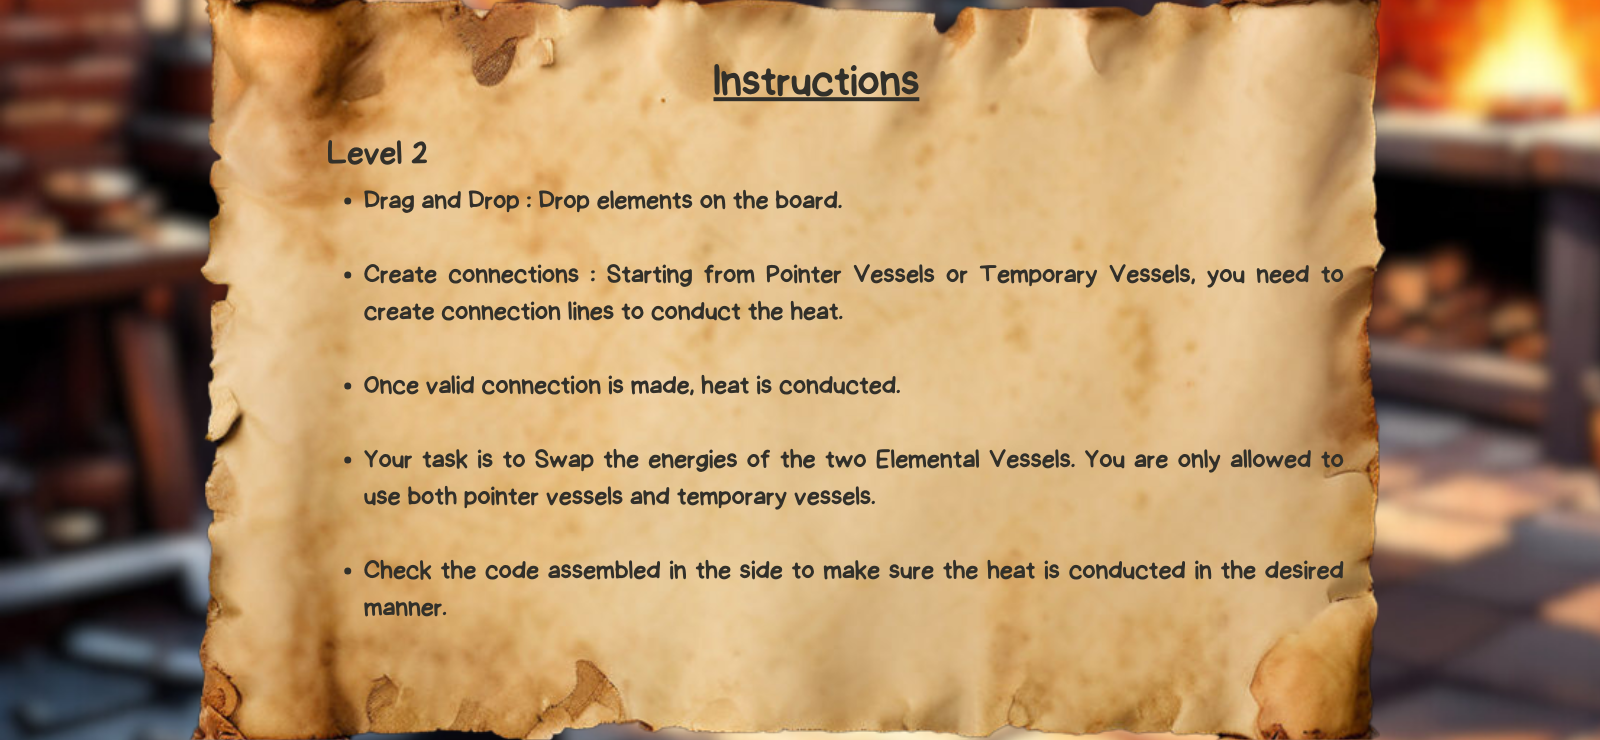 Instructions
Level 2
• Drag and Drop : Drop elements on the board.
• Create connections : Starting from Pointer Vessels or Temporary Vessels, you need to
create connection lines to conduct the heat.
• Once valid connection is made, heat is conducted.
• Your task is to Swap the energies of the two Elemental Vessels. You are only allowed to
use both pointer vessels and temporary vessels.
• Check the code assembled in the side to make sure the heat is conducted in the desired
manner.